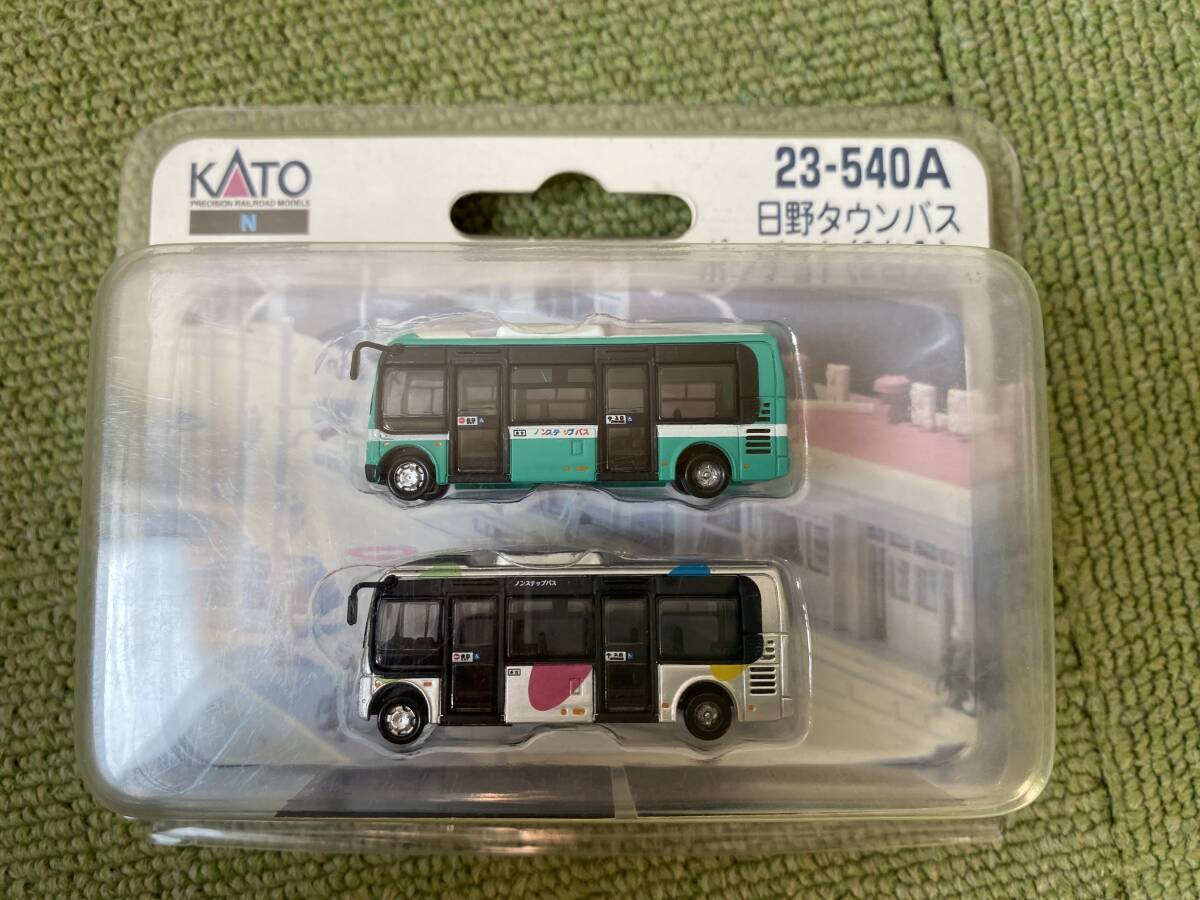 KATO
PRECISION RAILROAD MODELS
N
23-540A
日野タウンバス
ノンステップバス
ノンステップバス